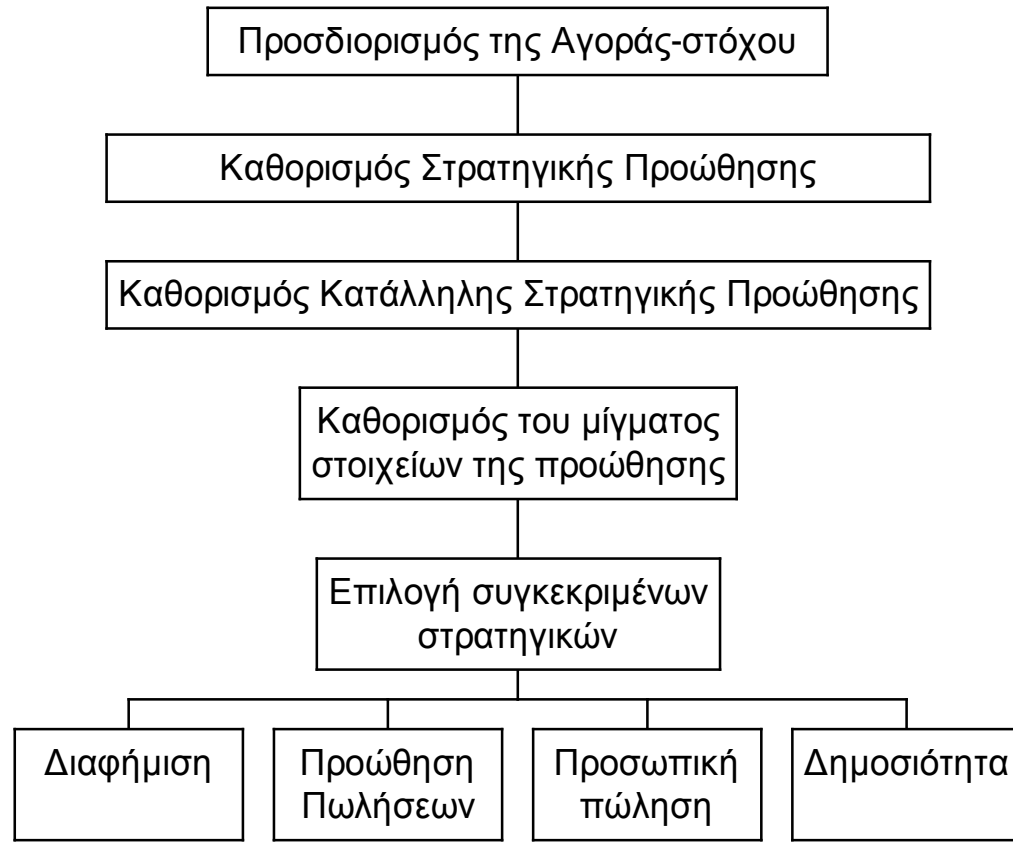 Προσδιορισμός της Αγοράς-στόχου
Καθορισμός Στρατηγικής Προώθησης
Καθορισμός Κατάλληλης Στρατηγικής Προώθησης
Καθορισμός του μίγματος
στοιχείων της προώθησης
Επιλογή συγκεκριμένων
στρατηγικών
Διαφήμιση
Προώθηση
Πωλήσεων
Προσωπική
πώληση
Δημοσιότητα